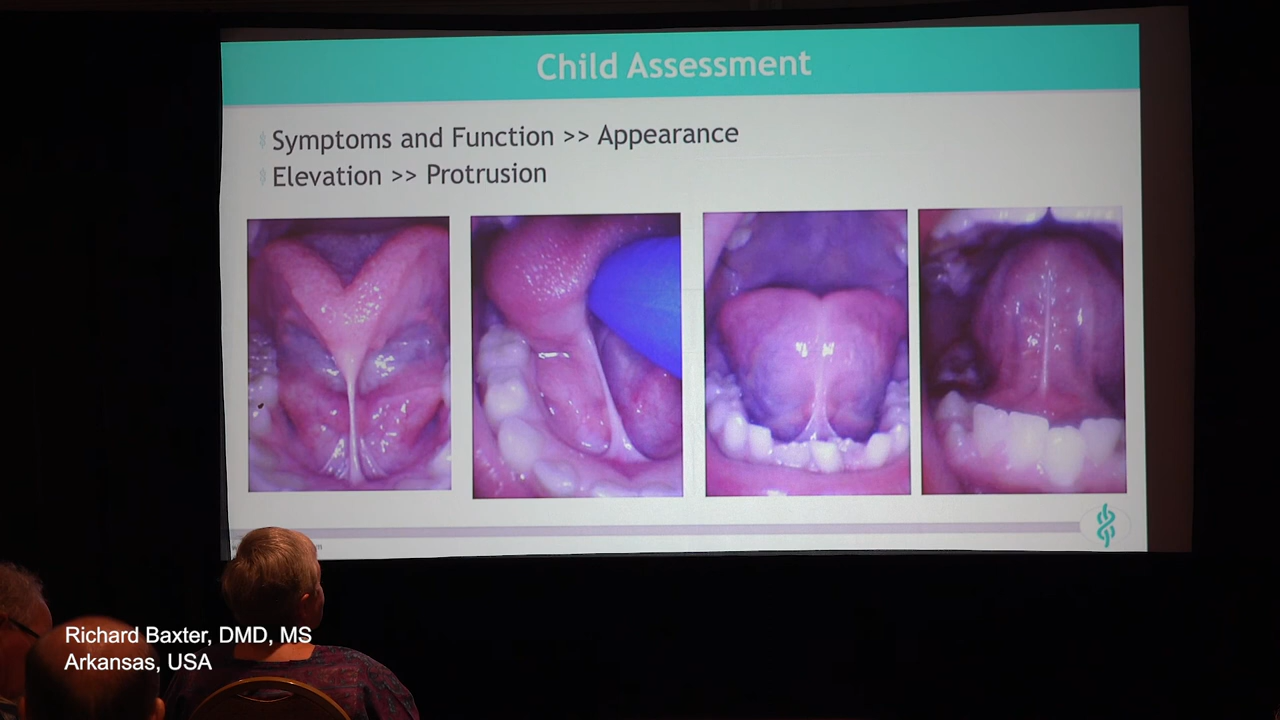 Child Assessment
Symptoms and Function >> Appearance
Elevation >> Protrusion
Richard Baxter, DMD, MS
Arkansas, USA